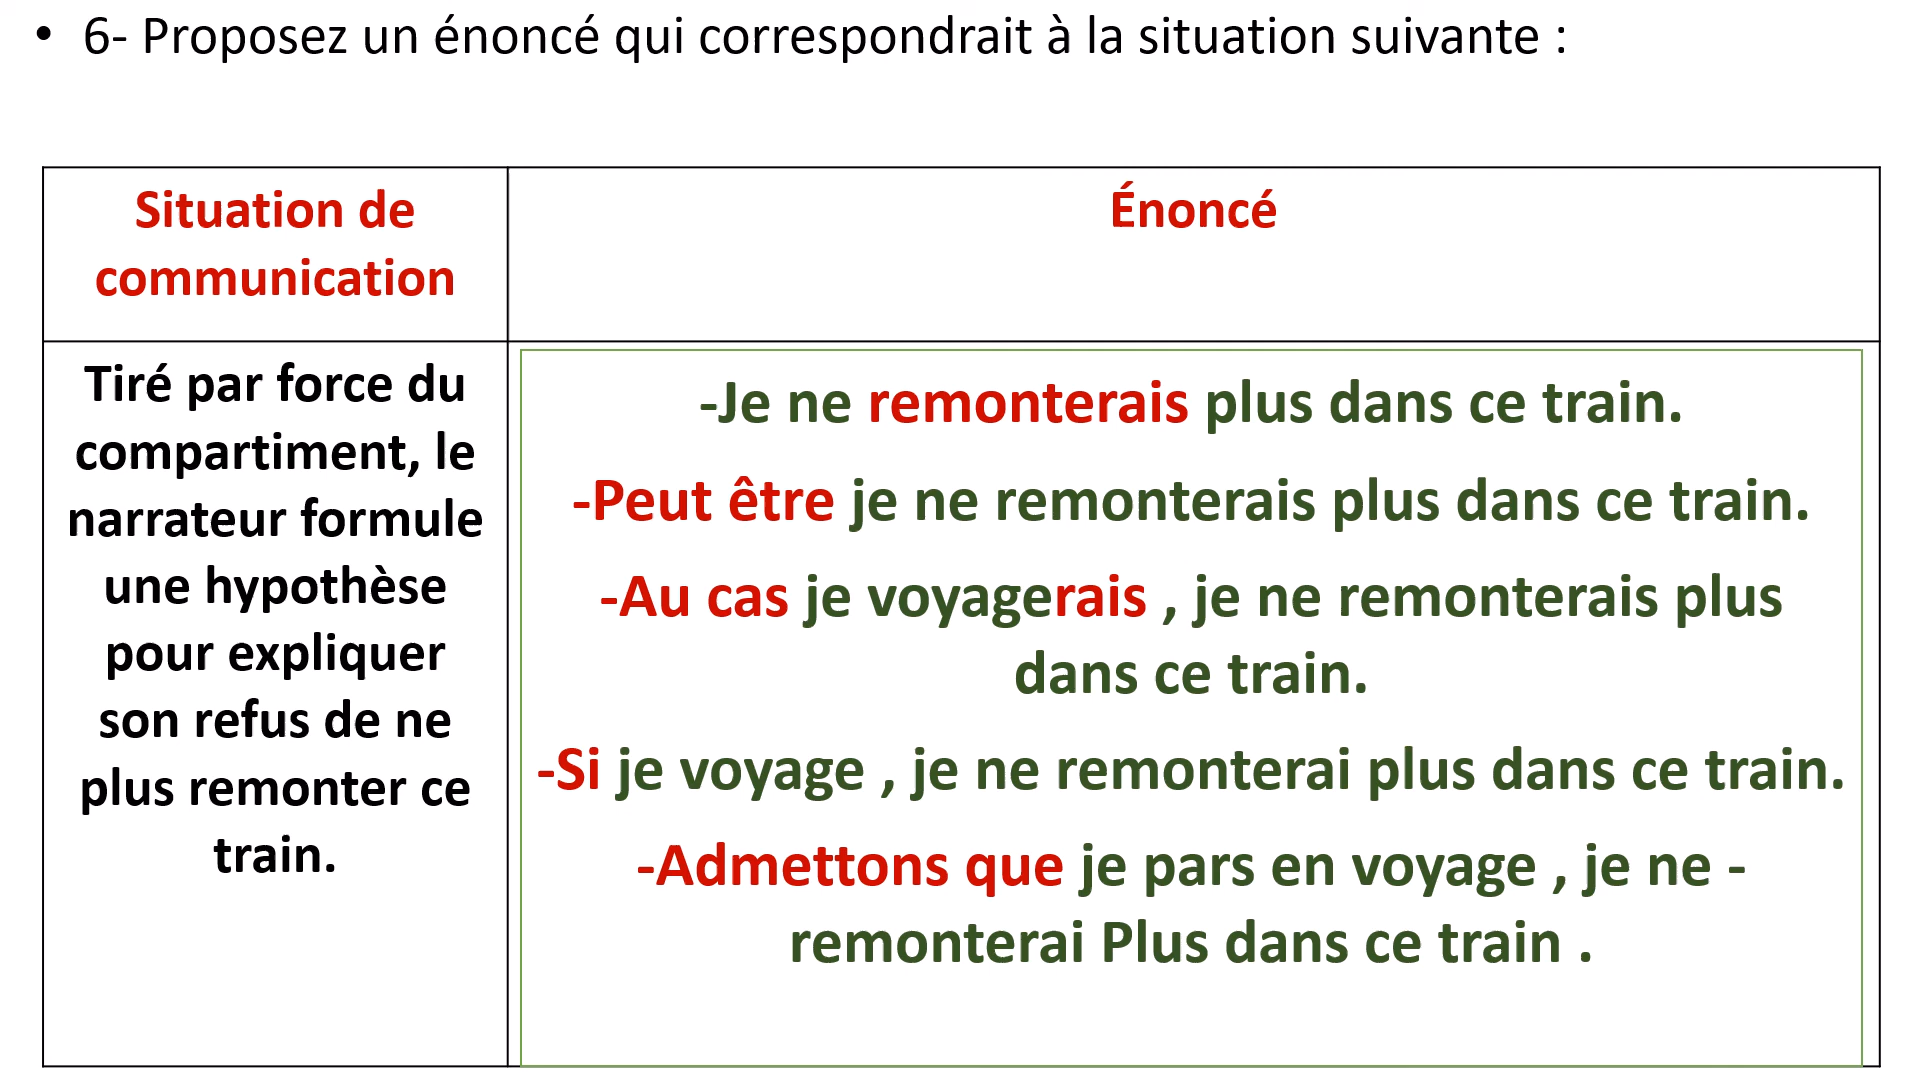 • 6- Proposez un énoncé qui correspondrait à la situation suivante :
Situation de
communication
Énoncé
Tiré par force du
compartiment, le
narrateur formule
une hypothèse
pour expliquer
son refus de ne
plus remonter ce
train.
-Je ne remonterais plus dans ce train.
-Peut être je ne remonterais plus dans ce train.
-Au cas je voyagerais , je ne remonterais plus
dans ce train.
-Si je voyage , je ne remonterai plus dans ce train.
-Admettons que je pars en voyage , je ne -
remonterai Plus dans ce train .